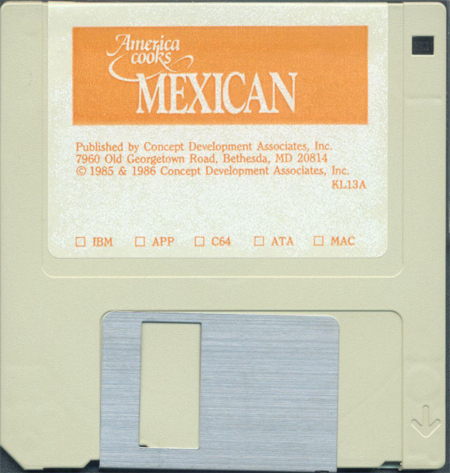 America
cooks
MEXICAN
Published by Concept Development Associates, Inc.
7960 Old Georgetown Road, Bethesda, MD 20814
© 1985 & 1986 Concept Development Associates, Inc.
KL13A
☐ IBM ☐ APP ☐ C64 ☐ ATA ☐ MAC